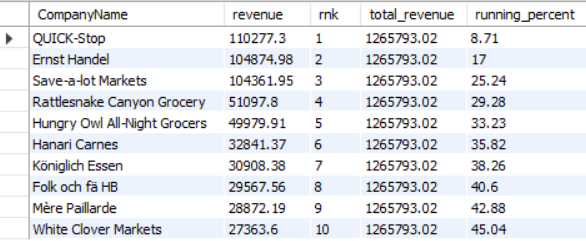 CompanyName revenue rnk total_revenue running_percent
QUICK-Stop 110277.3 1 1265793.02 8.71
Ernst Handel 104874.98 2 1265793.02 17
Save-a-lot Markets 104361.95 3 1265793.02 25.24
Rattlesnake Canyon Grocery 51097.8 4 1265793.02 29.28
Hungry Owl All-Night Grocers 49979.91 5 1265793.02 33.23
Hanari Carnes 32841.37 6 1265793.02 35.82
Königlich Essen 30908.38 7 1265793.02 38.26
Folk och fä HB 29567.56 8 1265793.02 40.6
Mère Paillarde 28872.19 9 1265793.02 42.88
White Clover Markets 27363.6 10 1265793.02 45.04